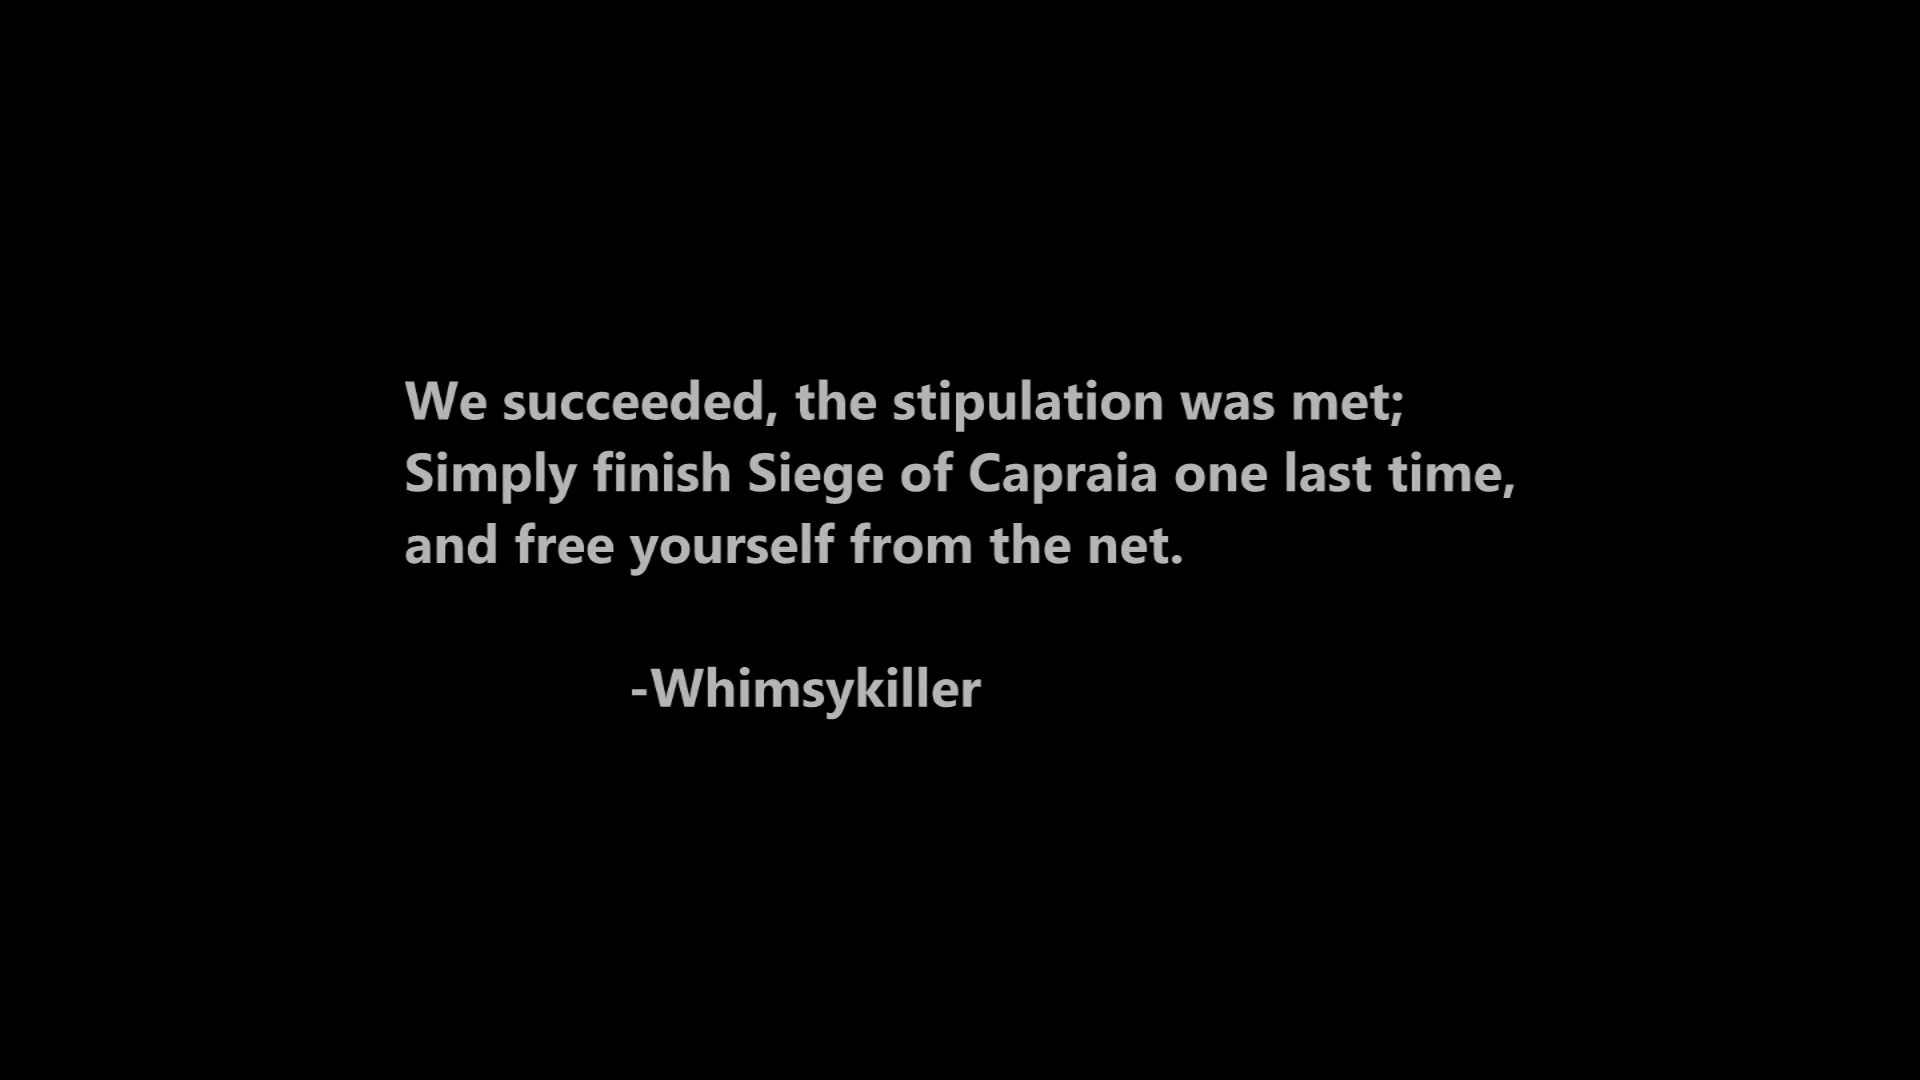 We succeeded, the stipulation was met;
Simply finish Siege of Capraia one last time,
and free yourself from the net.
-Whimsykiller